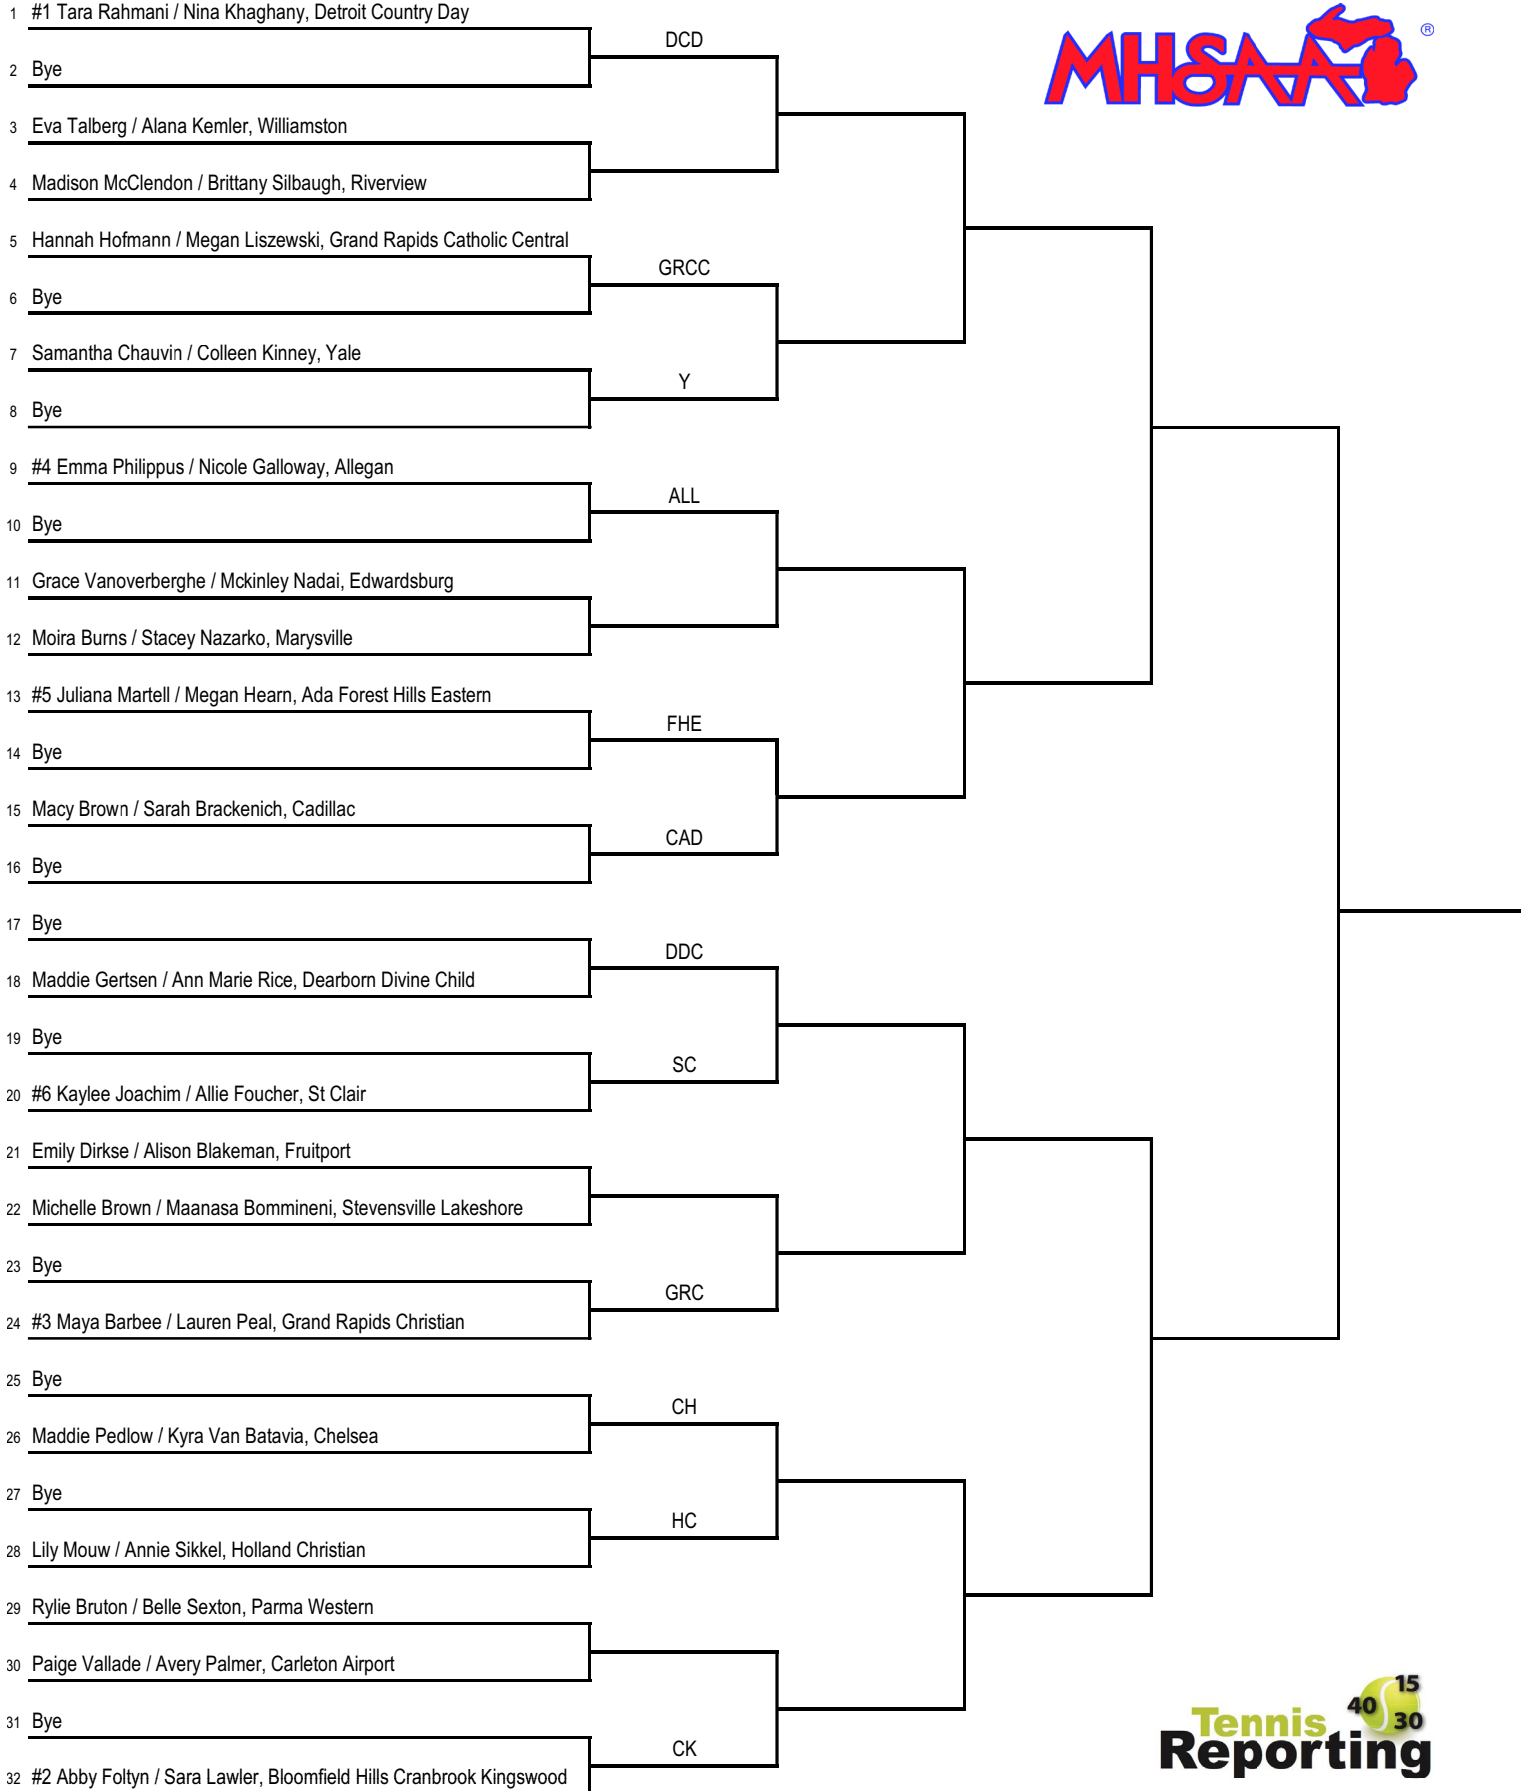 1 #1 Tara Rahmani / Nina Khaghany, Detroit Country Day
DCD
MHSAA ®
2 Bye
3 Eva Talberg / Alana Kemler, Williamston
4 Madison McClendon / Brittany Silbaugh, Riverview
5 Hannah Hofmann / Megan Liszewski, Grand Rapids Catholic Central
GRCC
6 Bye
7 Samantha Chauvin / Colleen Kinney, Yale
Y
8 Bye
9 #4 Emma Philippus / Nicole Galloway, Allegan
ALL
10 Bye
11 Grace Vanoverberghe / Mckinley Nadai, Edwardsburg
12 Moira Burns / Stacey Nazarko, Marysville
13 #5 Juliana Martell / Megan Hearn, Ada Forest Hills Eastern
FHE
14 Bye
15 Macy Brown / Sarah Brackenich, Cadillac
CAD
16 Bye
17 Bye
DDC
18 Maddie Gertsen / Ann Marie Rice, Dearborn Divine Child
19 Bye
SC
20 #6 Kaylee Joachim / Allie Foucher, St Clair
21 Emily Dirkse / Alison Blakeman, Fruitport
22 Michelle Brown / Maanasa Bommineni, Stevensville Lakeshore
23 Bye
GRC
24 #3 Maya Barbee / Lauren Peal, Grand Rapids Christian
25 Bye
CH
26 Maddie Pedlow / Kyra Van Batavia, Chelsea
27 Bye
HC
28 Lily Mouw / Annie Sikkel, Holland Christian
29 Rylie Bruton / Belle Sexton, Parma Western
30 Paige Vallade / Avery Palmer, Carleton Airport
31 Bye
CK
32 #2 Abby Foltyn / Sara Lawler, Bloomfield Hills Cranbrook Kingswood
15
40
30
Tennis
Reporting